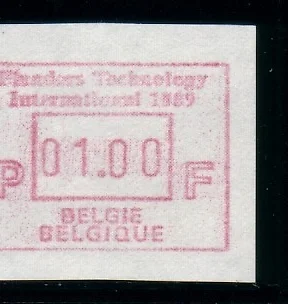 Flanders Technology
International 1989
P 01.00 F
BELGIE
BELGIQUE